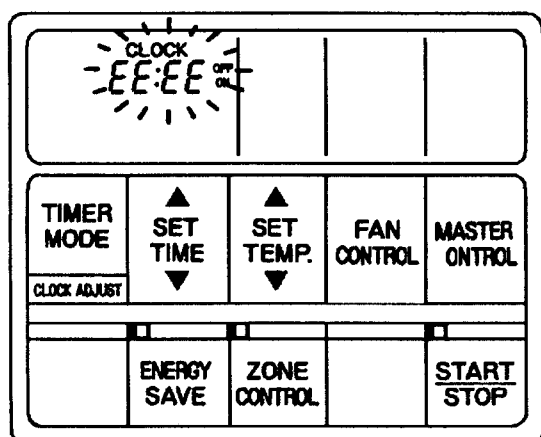 CLOCK
EE:EE OFF
ON
TIMER
MODE
CLOCK ADJUST
SET
TIME
SET
TEMP.
FAN
CONTROL
MASTER
ONTROL
ENERGY
SAVE
ZONE
CONTROL
START
STOP